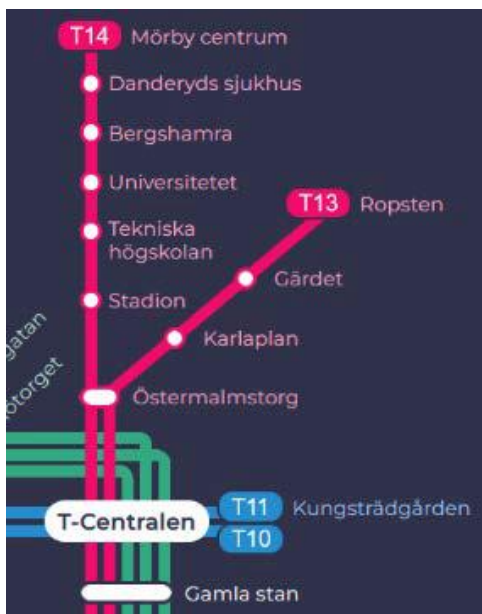 T14 Mörby centrum
Danderyds sjukhus
Bergshamra
Universitetet
T13 Ropsten
Tekniska
högskolan
Gärdet
Stadion
Karlaplan
Östermalmstorg
T-Centralen
T11 Kungsträdgården
T10
Gamla stan